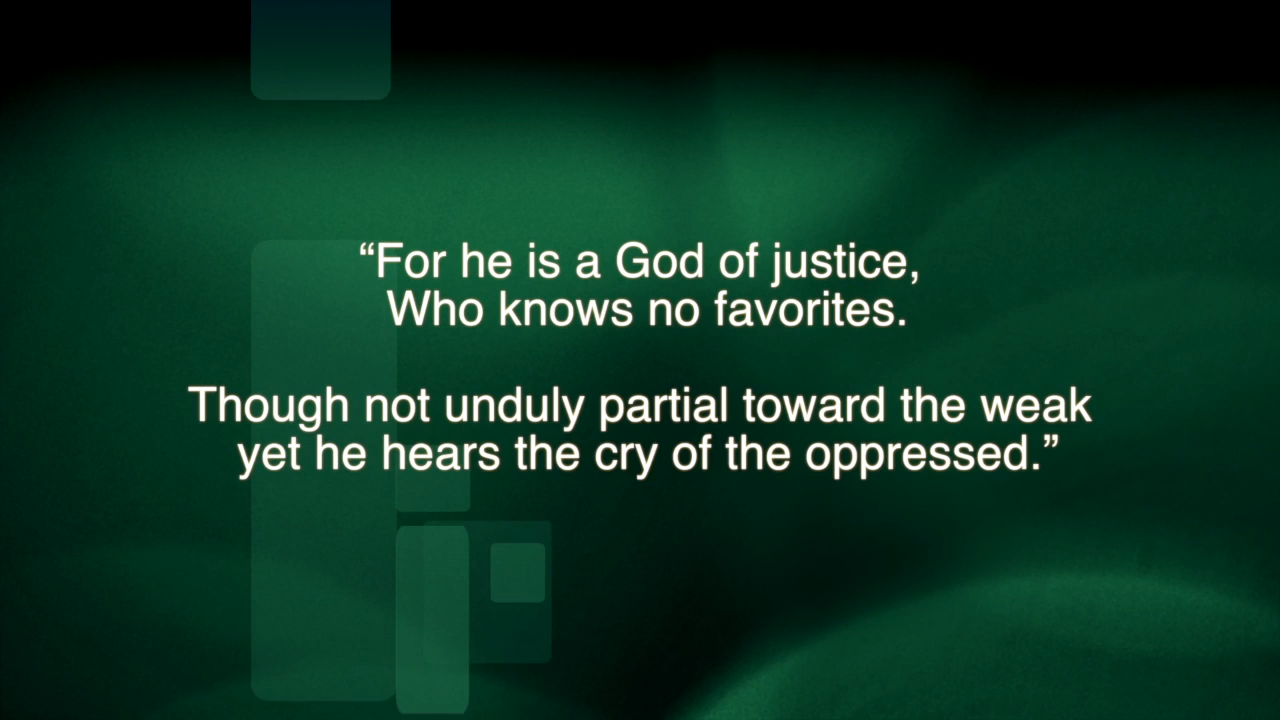 “For he is a God of justice,
Who knows no favorites.
Though not unduly partial toward the weak
yet he hears the cry of the oppressed.”